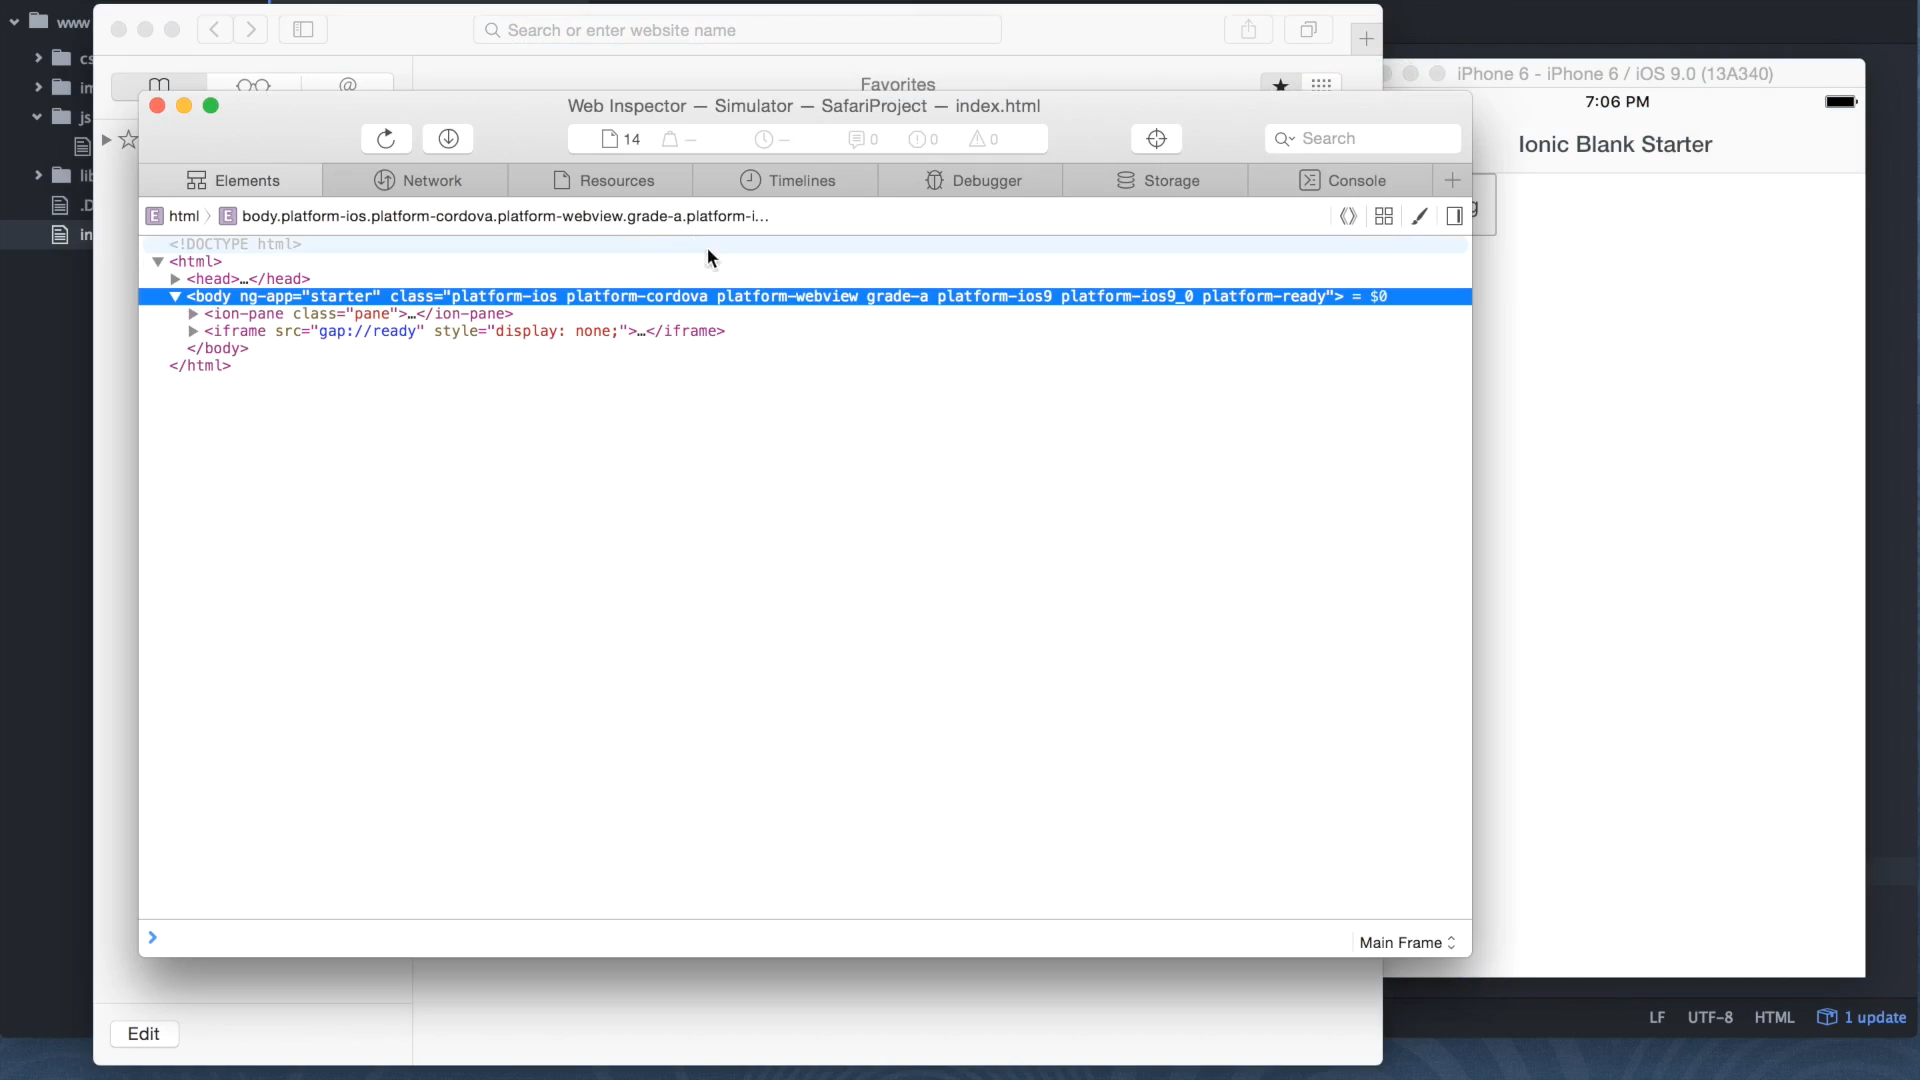 www
cs
im
js
lib
.D
in
Search or enter website name
Favorites
Web Inspector — Simulator — SafariProject — index.html
14 – – 0 0 0
Search
Elements Network Resources Timelines Debugger Storage Console
E html E body.platform-ios.platform-cordova.platform-webview.grade-a.platform-i...
<!DOCTYPE html>
<html>
<head>…</head>
<body ng-app="starter" class="platform-ios platform-cordova platform-webview grade-a platform-ios9 platform-ios9_0 platform-ready"> = $0
<ion-pane class="pane">…</ion-pane>
<iframe src="gap://ready" style="display: none;">…</iframe>
</body>
</html>
Main Frame
Edit
iPhone 6 - iPhone 6 / iOS 9.0 (13A340)
7:06 PM
Ionic Blank Starter
g
LF UTF-8 HTML 1 update